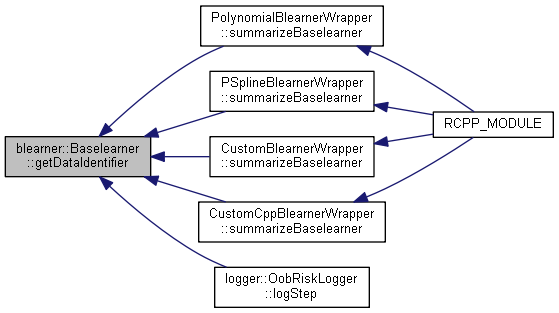 PolynomialBlearnerWrapper
::summarizeBaselearner
PSplineBlearnerWrapper
::summarizeBaselearner
RCPP_MODULE
blearner::Baselearner
::getDataIdentifier
CustomBlearnerWrapper
::summarizeBaselearner
CustomCppBlearnerWrapper
::summarizeBaselearner
logger::OobRiskLogger
::logStep